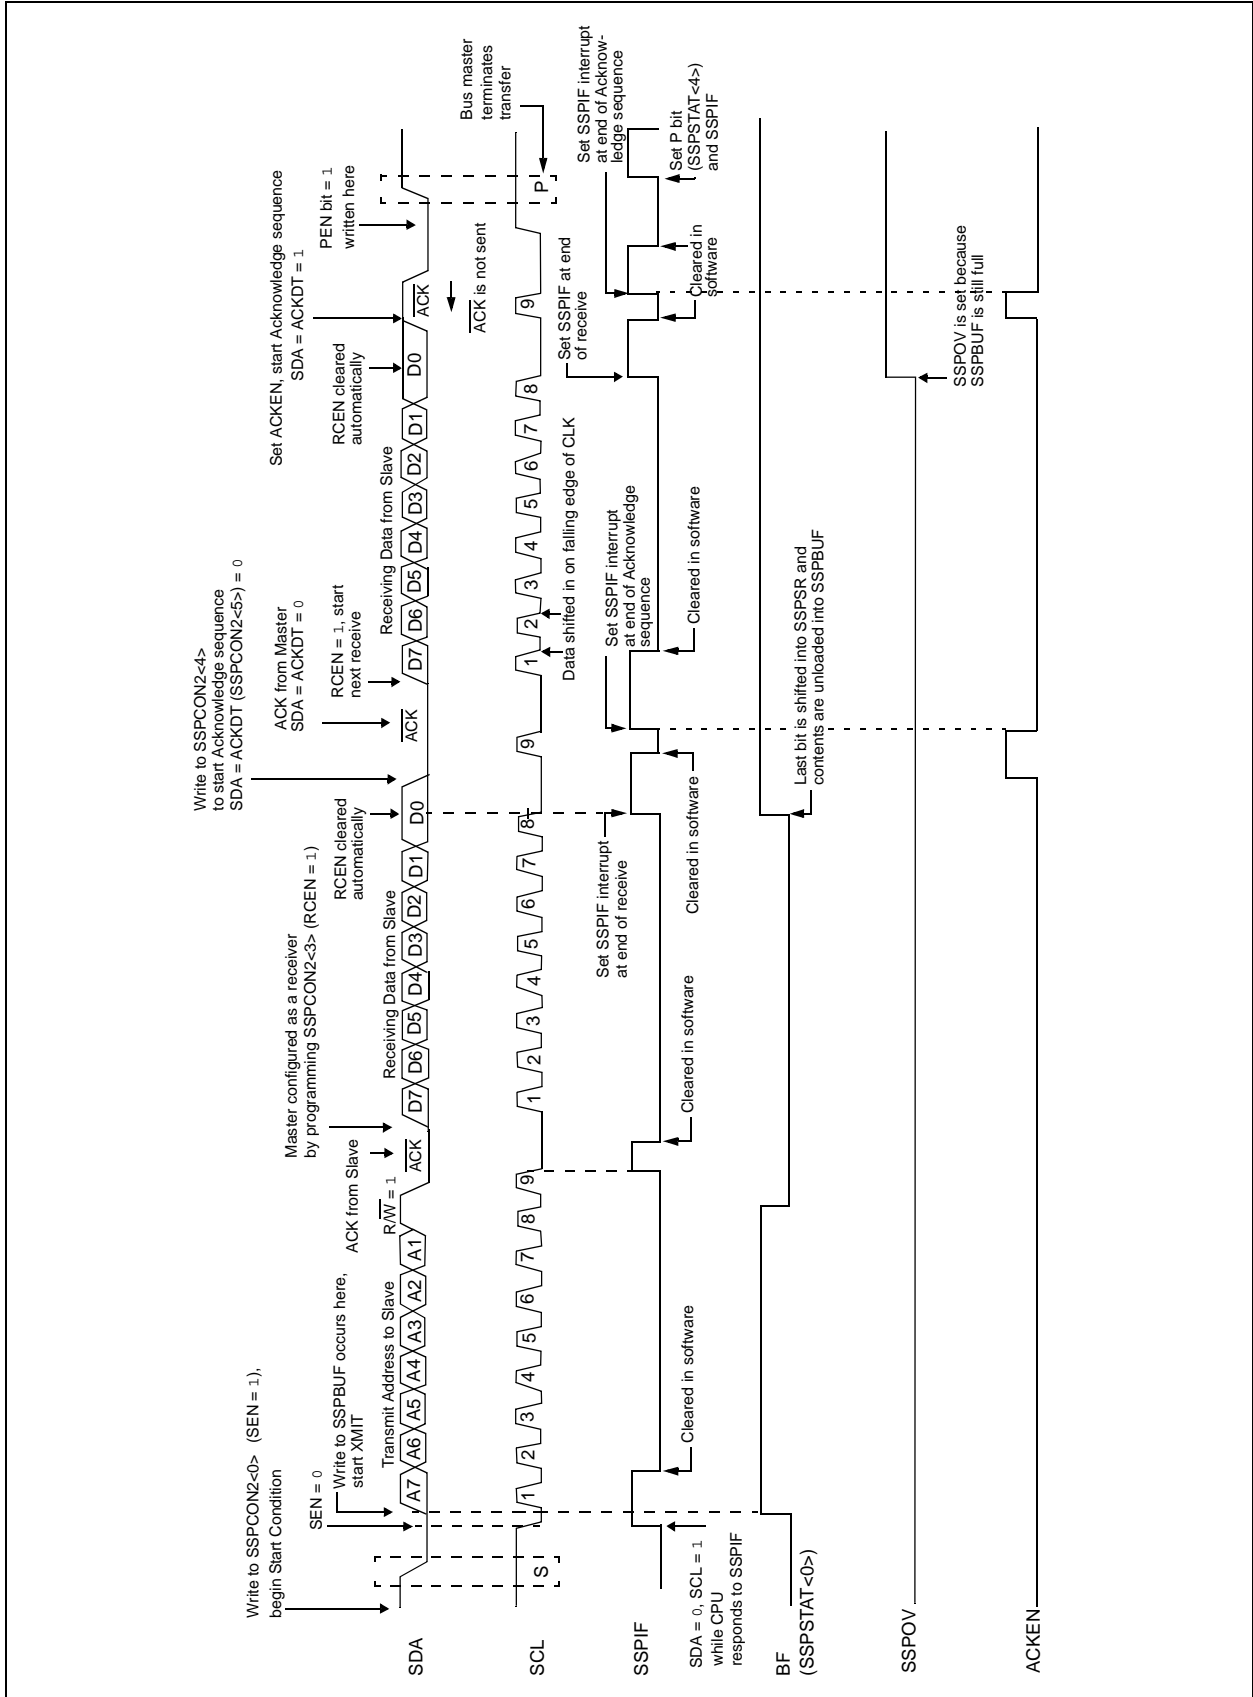 Write to SSPCON2<0> (SEN = 1),
begin Start Condition
SEN = 0
Write to SSPBUF occurs here,
start XMIT
ACK from Slave
Master configured as a receiver
by programming SSPCON2<3> (RCEN = 1)
RCEN cleared
automatically
Write to SSPCON2<4>
to start Acknowledge sequence
SDA = ACKDT (SSPCON2<5>) = 0
ACK from Master
SDA = ACKDT = 0
RCEN = 1, start
next receive
RCEN cleared
automatically
Set ACKEN, start Acknowledge sequence
SDA = ACKDT = 1
PEN bit = 1
written here
Transmit Address to Slave
R/W = 1
Receiving Data from Slave
Receiving Data from Slave
SDA
A7 A6 A5 A4 A3 A2 A1
ACK
D7 D6 D5 D4 D3 D2 D1 D0
ACK
D7 D6 D5 D4 D3 D2 D1 D0
ACK
ACK is not sent
Bus master
terminates
transfer
SCL
S
1 2 3 4 5 6 7 8 9
1 2 3 4 5 6 7 8 9
1 2 3 4 5 6 7 8 9
P
Data shifted in on falling edge of CLK
Set SSPIF interrupt
at end of receive
Set SSPIF interrupt
at end of Acknowledge
sequence
Set SSPIF at end
of receive
Set SSPIF interrupt
at end of Acknow-
ledge sequence
SSPIF
SDA = 0, SCL = 1
while CPU
responds to SSPIF
Cleared in software
Cleared in software
Cleared in software
Cleared in software
Cleared in
software
Set P bit
(SSPSTAT<4>)
and SSPIF
BF
(SSPSTAT<0>)
Last bit is shifted into SSPSR and
contents are unloaded into SSPBUF
SSPOV
SSPOV is set because
SSPBUF is still full
ACKEN